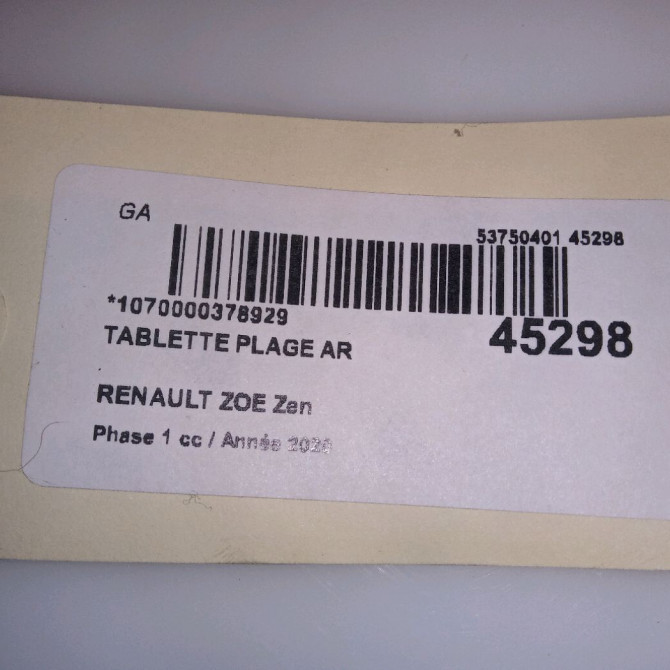 GA
53750401 45298
*1070000378929
45298
TABLETTE PLAGE AR
RENAULT ZOE Zen
Phase 1 cc / Année